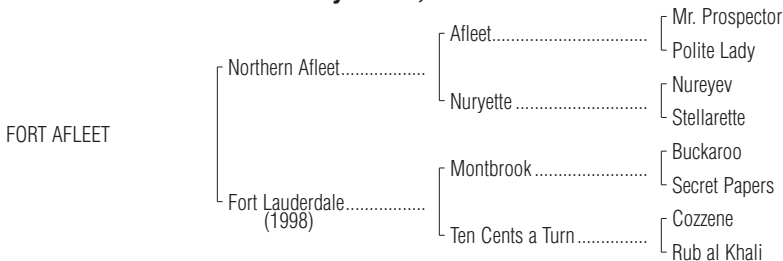 Mr. Prospector
Afleet
Polite Lady
Northern Afleet
Nureyev
Nuryette
Stellarette
FORT AFLEET
Buckaroo
Montbrook
Secret Papers
Fort Lauderdale
(1998)
Cozzene
Ten Cents a Turn
Rub al Khali